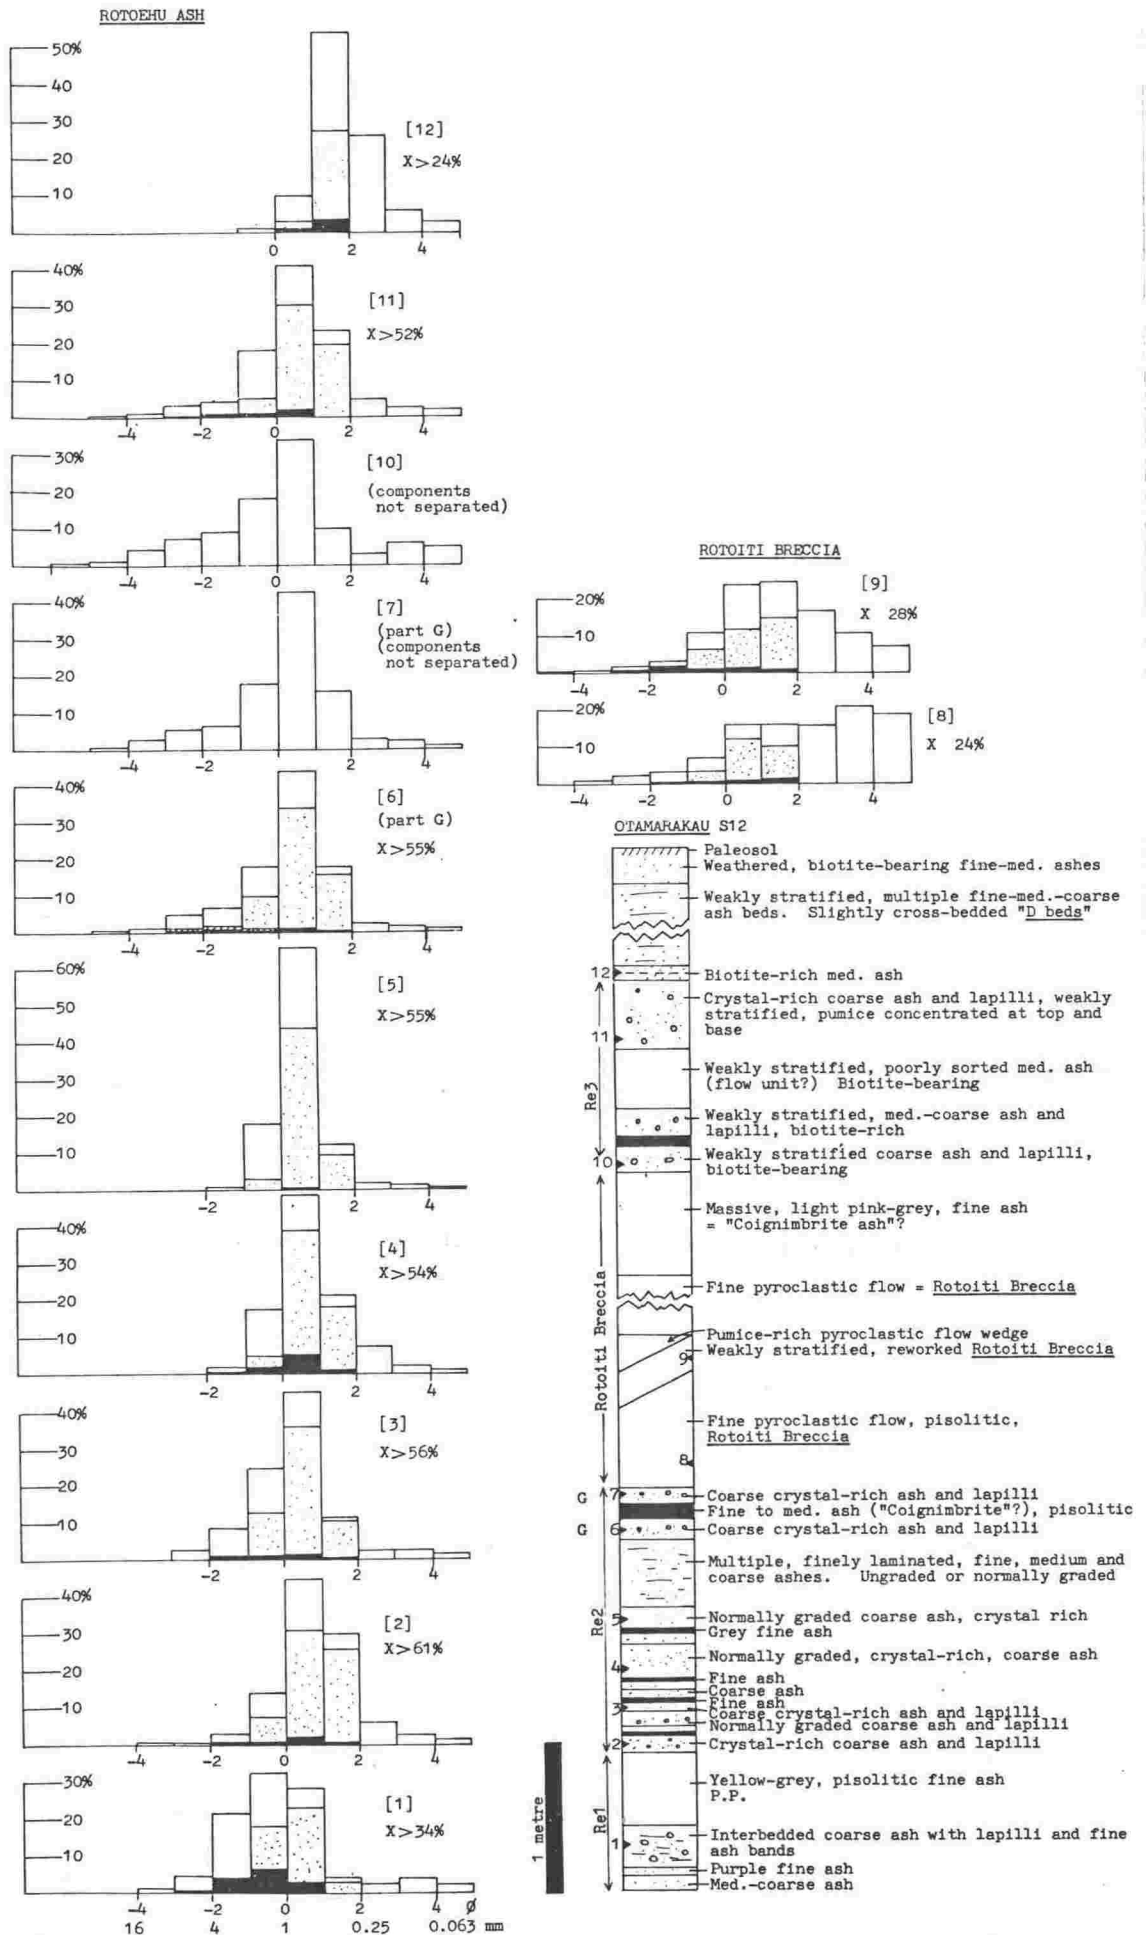 ROTOEHU ASH
50%
40
30
20
10
[12]
X>24%
0 2 4
40%
30
20
10
[11]
X>52%
-4 -2 0 2 4
30%
20
10
[10]
(components
not separated)
-4 -2 0 2 4
40%
30
20
10
[7]
(part G)
(components
not separated)
-4 -2 0 2 4
40%
30
20
10
[6]
(part G)
X>55%
-4 -2 0 2 4
60%
50
40
30
20
10
[5]
X>55%
-2 0 2 4
40%
30
20
10
[4]
X>54%
-2 0 2 4
40%
30
20
10
[3]
X>56%
-2 0 2 4
40%
30
20
10
[2]
X>61%
-4 -2 0 2 4
30%
20
10
[1]
X>34%
-4 -2 0 2 4 Ø
16 4 1 0.25 0.063 mm
ROTOITI BRECCIA
20%
10
[9]
X 28%
-4 -2 0 2 4
20%
10
[8]
X 24%
-4 -2 0 2 4
OTAMARAKAU S12
Paleosol
Weathered, biotite-bearing fine-med. ashes
Weakly stratified, multiple fine-med.-coarse
ash beds. Slightly cross-bedded "D beds"
12
Biotite-rich med. ash
Crystal-rich coarse ash and lapilli, weakly
stratified, pumice concentrated at top and
base
11
Weakly stratified, poorly sorted med. ash
(flow unit?) Biotite-bearing
Re3
Weakly stratified, med.-coarse ash and
lapilli, biotite-rich
Weakly stratified coarse ash and lapilli,
biotite-bearing
10
Massive, light pink-grey, fine ash
= "Coignimbrite ash"?
Fine pyroclastic flow = Rotoiti Breccia
Rotoiti Breccia
Pumice-rich pyroclastic flow wedge
Weakly stratified, reworked Rotoiti Breccia
9
Fine pyroclastic flow, pisolitic,
Rotoiti Breccia
8
G 7 Coarse crystal-rich ash and lapilli
Fine to med. ash ("Coignimbrite"?), pisolitic
G 6 Coarse crystal-rich ash and lapilli
Multiple, finely laminated, fine, medium and
coarse ashes. Ungraded or normally graded
Re2
5 Normally graded coarse ash, crystal rich
Grey fine ash
Normally graded, crystal-rich, coarse ash
4
Fine ash
Coarse ash
Fine ash
3 Coarse crystal-rich ash and lapilli
Normally graded coarse ash and lapilli
2 Crystal-rich coarse ash and lapilli
Yellow-grey, pisolitic fine ash
P.P.
Re1
1 metre
1 Interbedded coarse ash with lapilli and fine
ash bands
Purple fine ash
Med.-coarse ash